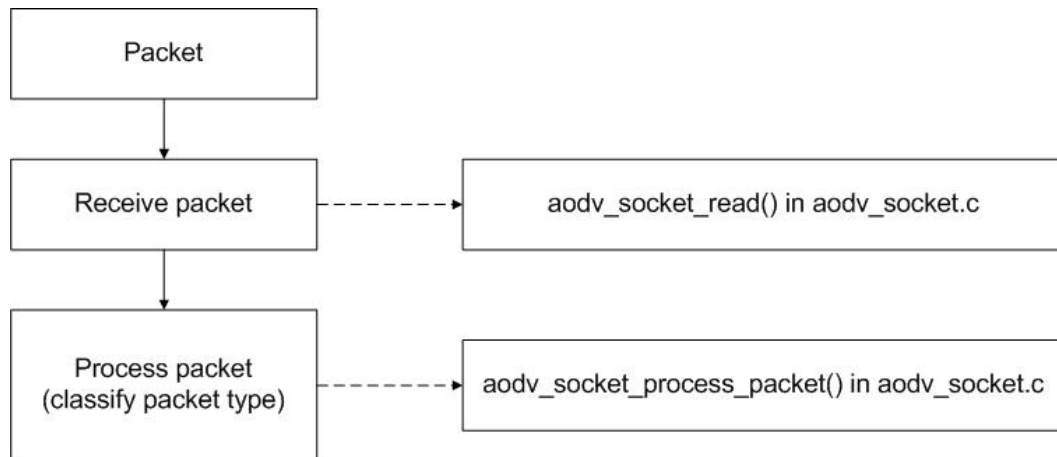 Packet
Receive packet
aodv_socket_read() in aodv_socket.c
Process packet
(classify packet type)
aodv_socket_process_packet() in aodv_socket.c